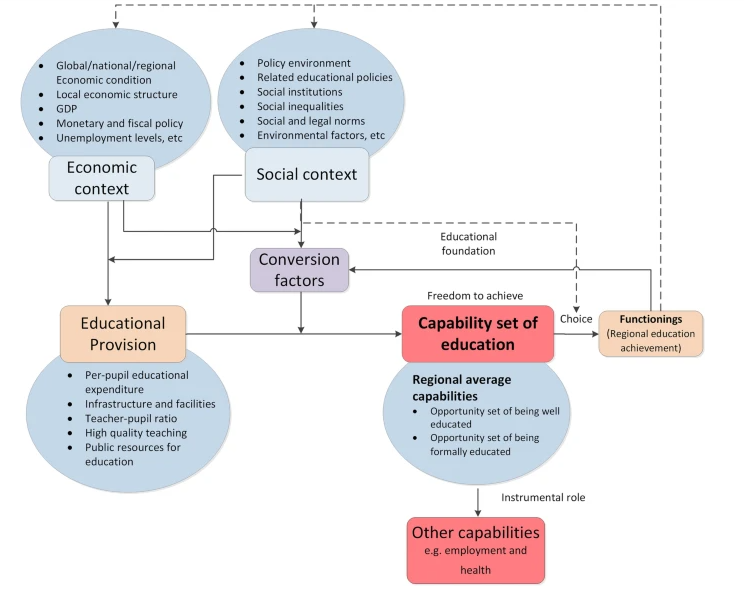 Global/national/regional
Economic condition
Local economic structure
GDP
Monetary and fiscal policy
Unemployment levels, etc
Economic
context
Policy environment
Related educational policies
Social institutions
Social inequalities
Social and legal norms
Environmental factors, etc
Social context
Educational
foundation
Conversion
factors
Freedom to achieve
Educational
Provision
Capability set of
education
Choice
Functionings
(Regional education
achievement)
Per-pupil educational
expenditure
Infrastructure and facilities
Teacher-pupil ratio
High quality teaching
Public resources for
education
Regional average
capabilities
Opportunity set of being well
educated
Opportunity set of being
formally educated
Instrumental role
Other capabilities
e.g. employment and
health